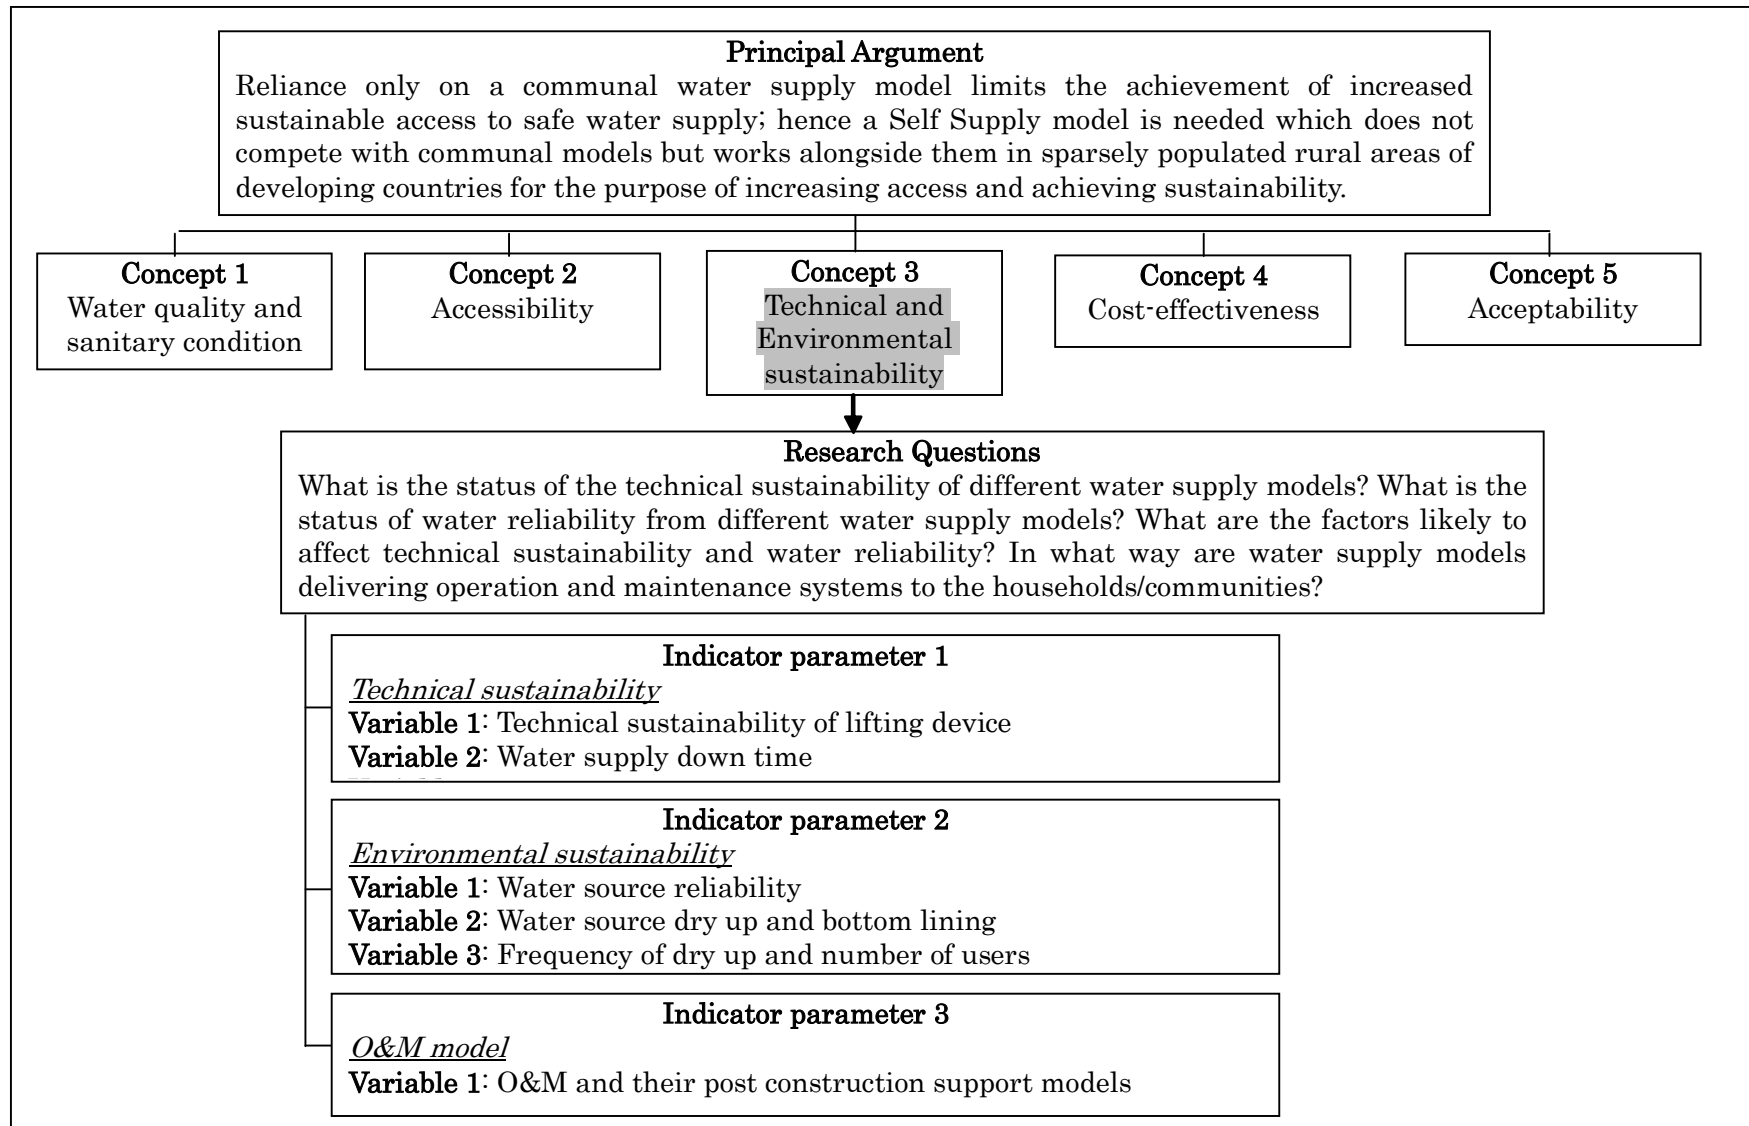 Principal Argument
Reliance only on a communal water supply model limits the achievement of increased
sustainable access to safe water supply; hence a Self Supply model is needed which does not
compete with communal models but works alongside them in sparsely populated rural areas of
developing countries for the purpose of increasing access and achieving sustainability.
Concept 1
Water quality and
sanitary condition
Concept 2
Accessibility
Concept 3
Technical and
Environmental
sustainability
Concept 4
Cost-effectiveness
Concept 5
Acceptability
Research Questions
What is the status of the technical sustainability of different water supply models? What is the
status of water reliability from different water supply models? What are the factors likely to
affect technical sustainability and water reliability? In what way are water supply models
delivering operation and maintenance systems to the households/communities?
Indicator parameter 1
Technical sustainability
Variable 1: Technical sustainability of lifting device
Variable 2: Water supply down time
Indicator parameter 2
Environmental sustainability
Variable 1: Water source reliability
Variable 2: Water source dry up and bottom lining
Variable 3: Frequency of dry up and number of users
Indicator parameter 3
O&M model
Variable 1: O&M and their post construction support models